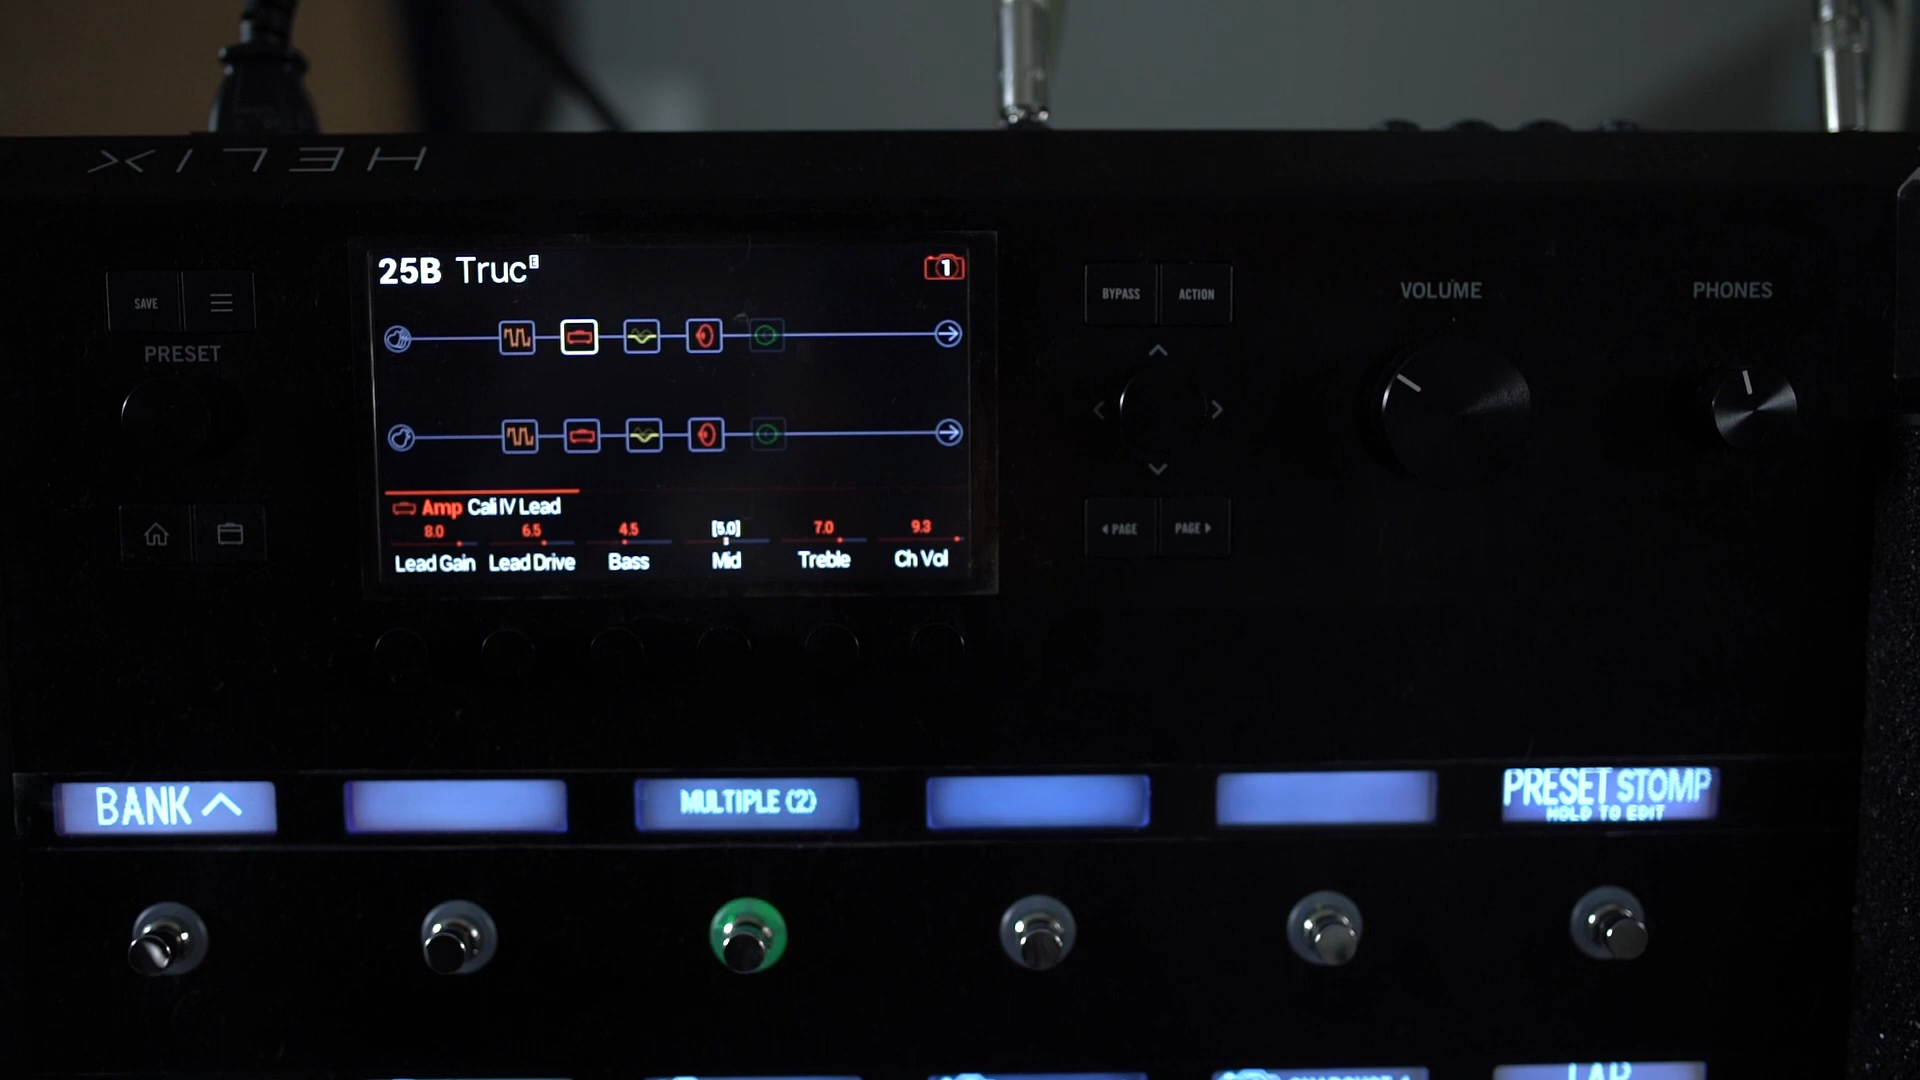 HELIX
25B Truc E
1
SAVE
PRESET
BYPASS
ACTION
VOLUME
PHONES
Amp Cali IV Lead
8.0 6.5 4.5 [5.0] 7.0 9.3
Lead Gain Lead Drive Bass Mid Treble Ch Vol
PAGE
PAGE
BANK
MULTIPLE (2)
PRESET STOMP
HOLD TO EDIT